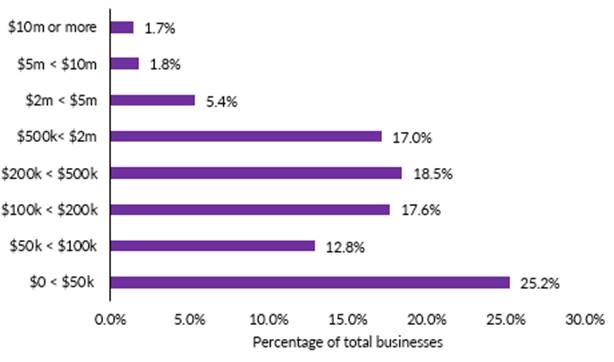 $10m or more 1.7%
$5m < $10m 1.8%
$2m < $5m 5.4%
$500k< $2m 17.0%
$200k < $500k 18.5%
$100k < $200k 17.6%
$50k < $100k 12.8%
$0 < $50k 25.2%
0.0% 5.0% 10.0% 15.0% 20.0% 25.0% 30.0%
Percentage of total businesses